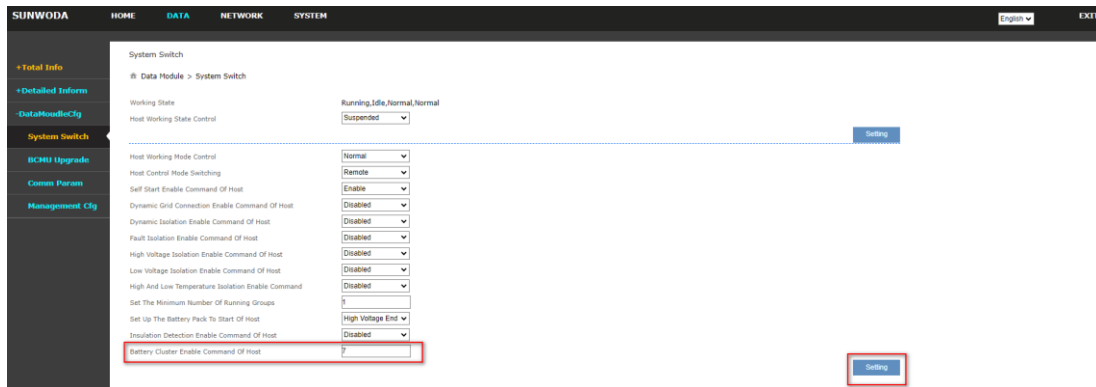 SUNWODA HOME DATA NETWORK SYSTEM English EXIT
System Switch
+Total Info
Data Module > System Switch
+Detailed Inform
Working State Running,Idle,Normal,Normal
-DataMoudleCfg
Host Working State Control Suspended
System Switch
Setting
BCMU Upgrade
Host Working Mode Control Normal
Host Control Mode Switching Remote
Comm Param
Self Start Enable Command Of Host Enable
Management Cfg
Dynamic Grid Connection Enable Command Of Host Disabled
Dynamic Isolation Enable Command Of Host Disabled
Fault Isolation Enable Command Of Host Disabled
High Voltage Isolation Enable Command Of Host Disabled
Low Voltage Isolation Enable Command Of Host Disabled
High And Low Temperature Isolation Enable Command Disabled
Set The Minimum Number Of Running Groups 1
Set Up The Battery Pack To Start Of Host High Voltage End
Insulation Detection Enable Command Of Host Disabled
Battery Cluster Enable Command Of Host 7
Setting